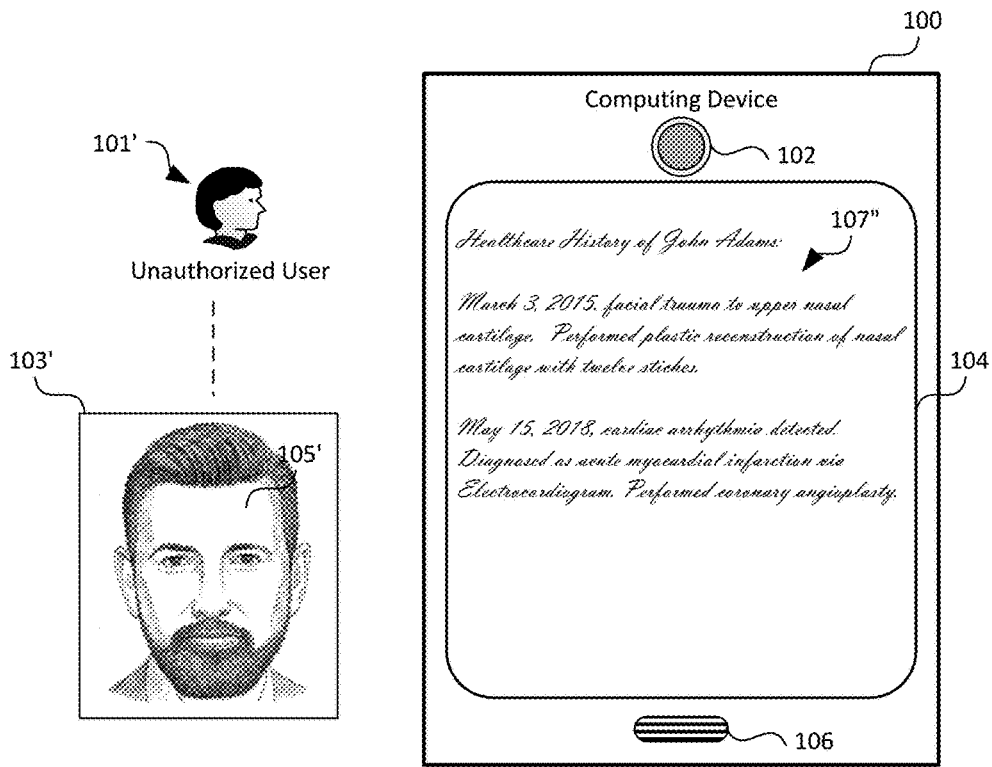 100
Computing Device
101'
102
107"
Healthcare History of John Adams:
Unauthorized User
March 3, 2015, facial trauma to upper nasal
cartilage. Performed plastic reconstruction of nasal
cartilage with twelve stiches.
103'
104
105'
May 15, 2018, cardiac arrhythmia detected.
Diagnosed as acute myocardial infarction via
Electrocardiogram. Performed coronary angioplasty.
106